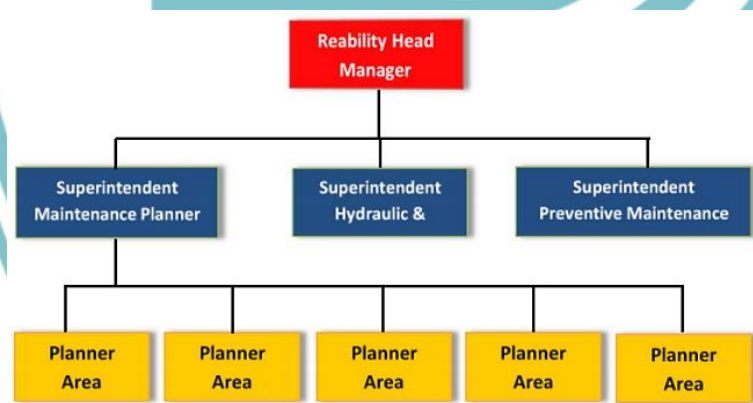 Reability Head
Manager
Superintendent
Maintenance Planner
Superintendent
Hydraulic &
Superintendent
Preventive Maintenance
Planner
Area
Planner
Area
Planner
Area
Planner
Area
Planner
Area